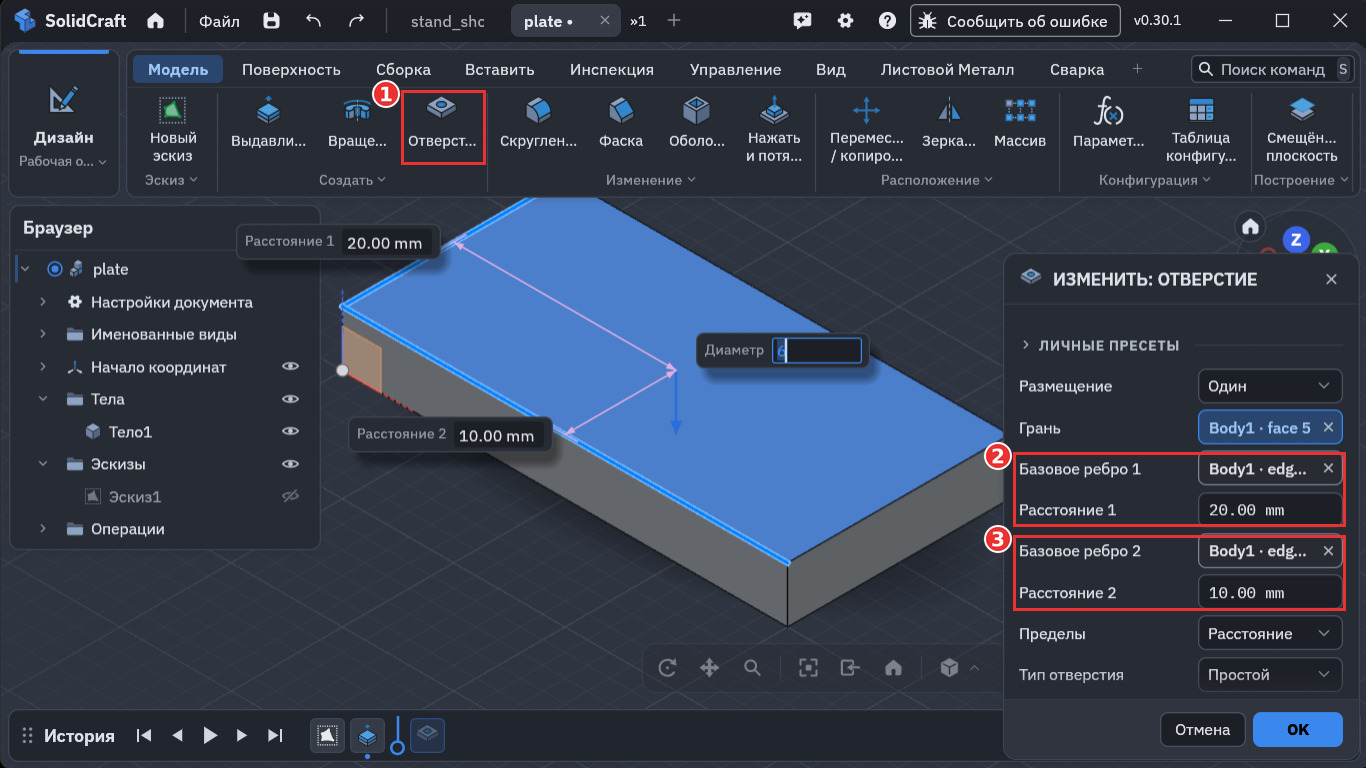 SolidCraft
Файл
stand_shc
plate •
»1
Сообщить об ошибке
v0.30.1
Дизайн
Рабочая о...
Модель
Поверхность
Сборка
Вставить
Инспекция
Управление
Вид
Листовой Металл
Сварка
Поиск команд
S
1
Новый
эскиз
Выдавли...
Враще...
Отверст...
Скруглен...
Фаска
Оболо...
Нажать
и потя...
Перемес...
/ копиро...
Зерка...
Массив
Парамет...
Таблица
конфигу...
Смещён...
плоскость
Эскиз
Создать
Изменение
Расположение
Конфигурация
Построение
Браузер
plate
Настройки документа
Именованные виды
Начало координат
Тела
Тело1
Эскизы
Эскиз1
Операции
Расстояние 1
20.00 mm
Диаметр
6
Расстояние 2
10.00 mm
Z
Y
ИЗМЕНИТЬ: ОТВЕРСТИЕ
ЛИЧНЫЕ ПРЕСЕТЫ
Размещение
Один
Грань
Body1 · face 5
2
Базовое ребро 1
Body1 · edg...
Расстояние 1
20.00 mm
3
Базовое ребро 2
Body1 · edg...
Расстояние 2
10.00 mm
Пределы
Расстояние
Тип отверстия
Простой
Отмена
OK
История